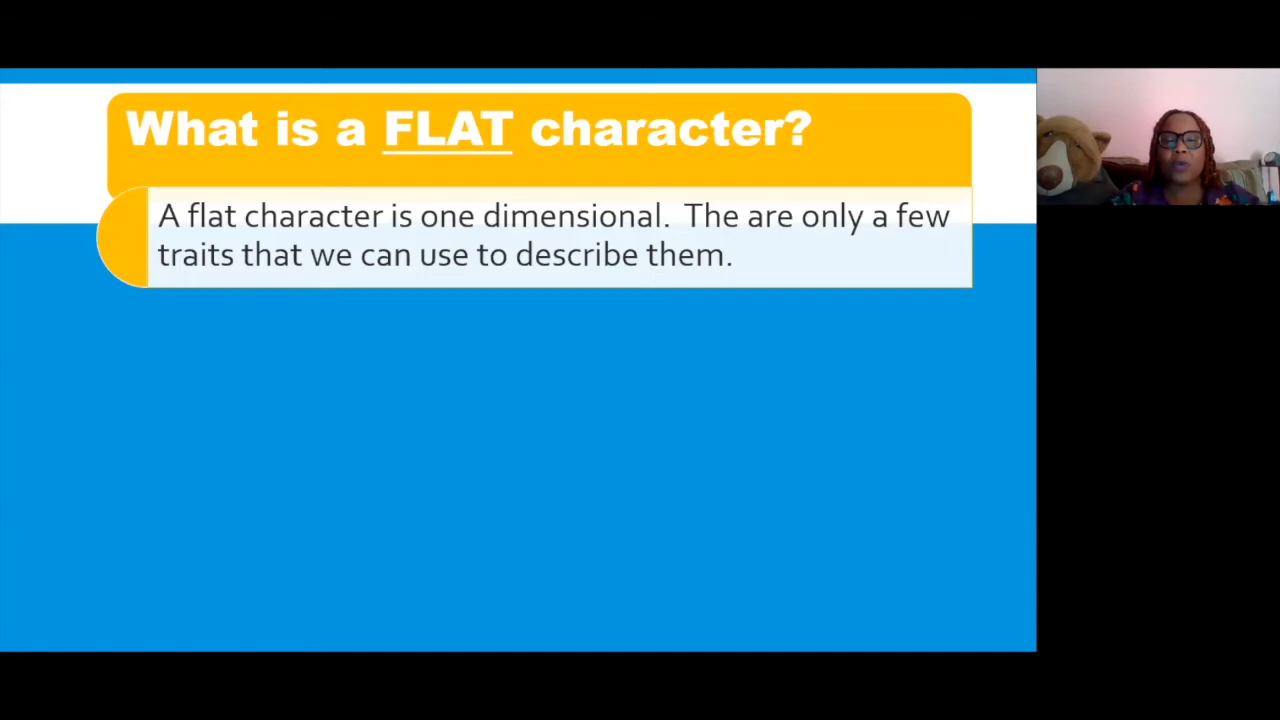 What is a FLAT character?
A flat character is one dimensional. The are only a few
traits that we can use to describe them.